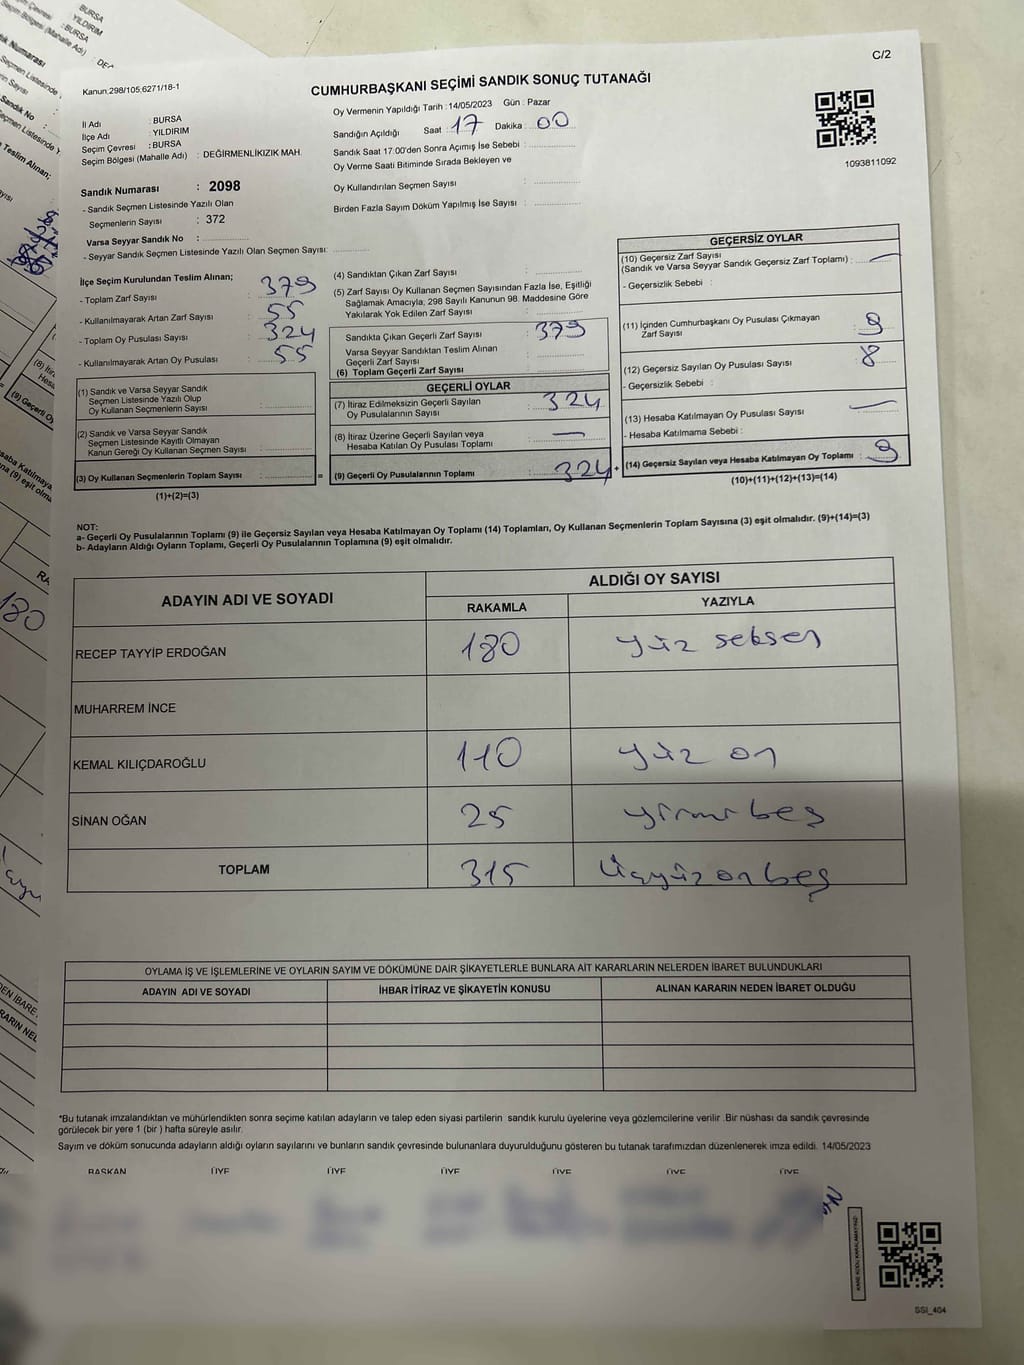 BURSA
YILDIRIM
BURSA
C/2
Kanun.298/105;6271/18-1
CUMHURBAŞKANI SEÇİMİ SANDIK SONUÇ TUTANAĞI
İl Adı : BURSA
İlçe Adı : YILDIRIM
Seçim Çevresi : BURSA
Seçim Bölgesi (Mahalle Adı) : DEĞİRMENLİKIZIK MAH.
Oy Vermenin Yapıldığı Tarih : 14/05/2023 Gün : Pazar
Sandığın Açıldığı Saat : 17 Dakika : 00
Sandık Saat 17.00'den Sonra Açımış İse Sebebi :
Oy Verme Saati Bitiminde Sırada Bekleyen ve
Oy Kullandırılan Seçmen Sayısı :
Birden Fazla Sayım Döküm Yapılmış İse Sayısı :
1093811092
Sandık Numarası : 2098
- Sandık Seçmen Listesinde Yazılı Olan
Seçmenlerin Sayısı : 372
Varsa Seyyar Sandık No :
- Seyyar Sandık Seçmen Listesinde Yazılı Olan Seçmen Sayısı:
İlçe Seçim Kurulundan Teslim Alınan;
- Toplam Zarf Sayısı : 379
- Kullanılmayarak Artan Zarf Sayısı : 55
- Toplam Oy Pusulası Sayısı : 324
- Kullanılmayarak Artan Oy Pusulası : 55
(1) Sandık ve Varsa Seyyar Sandık
Seçmen Listesinde Yazılı Olup
Oy Kullanan Seçmenlerin Sayısı :
(2) Sandık ve Varsa Seyyar Sandık
Seçmen Listesinde Kayıtlı Olmayan
Kanun Gereği Oy Kullanan Seçmen Sayısı :
(3) Oy Kullanan Seçmenlerin Toplam Sayısı : =
(1)+(2)=(3)
(4) Sandıktan Çıkan Zarf Sayısı :
(5) Zarf Sayısı Oy Kullanan Seçmen Sayısından Fazla İse, Eşitliği
Sağlamak Amacıyla; 298 Sayılı Kanunun 98. Maddesine Göre
Yakılarak Yok Edilen Zarf Sayısı :
Sandıkta Çıkan Geçerli Zarf Sayısı : 379
Varsa Seyyar Sandıktan Teslim Alınan
Geçerli Zarf Sayısı :
(6) Toplam Geçerli Zarf Sayısı :
GEÇERLİ OYLAR
(7) İtiraz Edilmeksizin Geçerli Sayılan
Oy Pusulalarının Sayısı : 324
(8) İtiraz Üzerine Geçerli Sayılan veya
Hesaba Katılan Oy Pusulası Toplamı : —
(9) Geçerli Oy Pusulalarının Toplamı : 324 +
GEÇERSİZ OYLAR
(10) Geçersiz Zarf Sayısı
(Sandık ve Varsa Seyyar Sandık Geçersiz Zarf Toplamı) : —
- Geçersizlik Sebebi :
(11) İçinden Cumhurbaşkanı Oy Pusulası Çıkmayan
Zarf Sayısı : 9
(12) Geçersiz Sayılan Oy Pusulası Sayısı : 8
- Geçersizlik Sebebi :
(13) Hesaba Katılmayan Oy Pusulası Sayısı : —
- Hesaba Katılmama Sebebi :
(14) Geçersiz Sayılan veya Hesaba Katılmayan Oy Toplamı : 9
(10)+(11)+(12)+(13)=(14)
NOT:
a- Geçerli Oy Pusulalarının Toplamı (9) ile Geçersiz Sayılan veya Hesaba Katılmayan Oy Toplamı (14) Toplamları, Oy Kullanan Seçmenlerin Toplam Sayısına (3) eşit olmalıdır. (9)+(14)=(3)
b- Adayların Aldığı Oyların Toplamı, Geçerli Oy Pusulalarının Toplamına (9) eşit olmalıdır.
ADAYIN ADI VE SOYADI
ALDIĞI OY SAYISI
RAKAMLA YAZIYLA
RECEP TAYYİP ERDOĞAN 180 yüz seksen
MUHARREM İNCE
KEMAL KILIÇDAROĞLU 110 yüz on
SİNAN OĞAN 25 yirmi beş
TOPLAM 315 Üçyüz on beş
OYLAMA İŞ VE İŞLEMLERİNE VE OYLARIN SAYIM VE DÖKÜMÜNE DAİR ŞİKAYETLERLE BUNLARA AİT KARARLARIN NELERDEN İBARET BULUNDUKLARI
ADAYIN ADI VE SOYADI İHBAR İTİRAZ VE ŞİKAYETİN KONUSU ALINAN KARARIN NEDEN İBARET OLDUĞU
*Bu tutanak imzalandıktan ve mühürlendikten sonra seçime katılan adayların ve talep eden siyasi partilerin sandık kurulu üyelerine veya gözlemcilerine verilir .Bir nüshası da sandık çevresinde
görülecek bir yere 1 (bir ) hafta süreyle asılır.
Sayım ve döküm sonucunda adayların aldığı oyların sayılarını ve bunların sandık çevresinde bulunanlara duyurulduğunu gösteren bu tutanak tarafımızdan düzenlenerek imza edildi. 14/05/2023
BAŞKAN ÜYE ÜYE ÜYE ÜYE ÜYE ÜYE
KARE KODU KARALAMAYINIZ!
SSİ_404